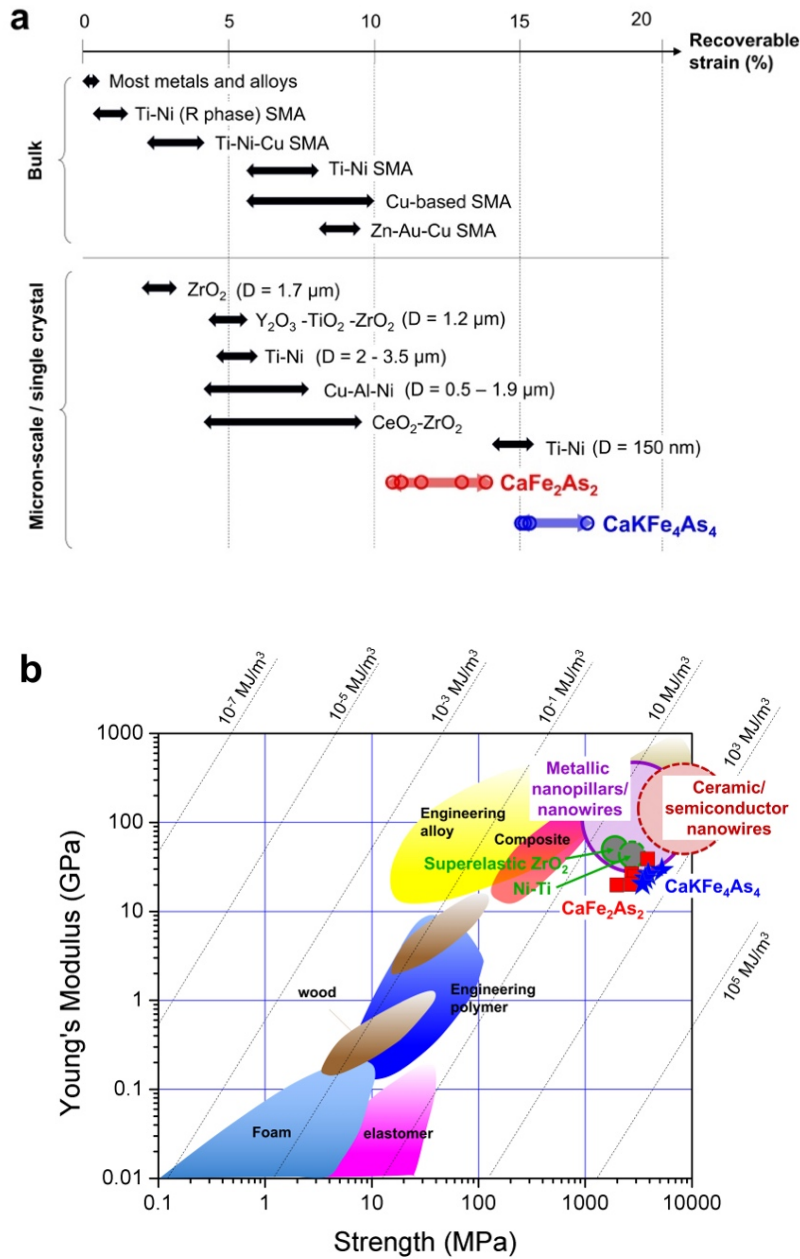 a
0 5 10 15 20
Recoverable
strain (%)
Bulk
Most metals and alloys
Ti-Ni (R phase) SMA
Ti-Ni-Cu SMA
Ti-Ni SMA
Cu-based SMA
Zn-Au-Cu SMA
Micron-scale / single crystal
ZrO₂ (D = 1.7 µm)
Y₂O₃ -TiO₂ -ZrO₂ (D = 1.2 µm)
Ti-Ni (D = 2 - 3.5 µm)
Cu-Al-Ni (D = 0.5 – 1.9 µm)
CeO₂-ZrO₂
Ti-Ni (D = 150 nm)
CaFe₂As₂
CaKFe₄As₄
b
10⁻⁷ MJ/m³
10⁻⁵ MJ/m³
10⁻³ MJ/m³
10⁻¹ MJ/m³
10 MJ/m³
10³ MJ/m³
10⁵ MJ/m³
Young's Modulus (GPa)
1000
100
10
1
0.1
0.01
Metallic
nanopillars/
nanowires
Ceramic/
semiconductor
nanowires
Engineering
alloy
Composite
Superelastic ZrO₂
Ni-Ti
CaFe₂As₂
CaKFe₄As₄
wood
Engineering
polymer
Foam
elastomer
0.1 1 10 100 1000 10000
Strength (MPa)